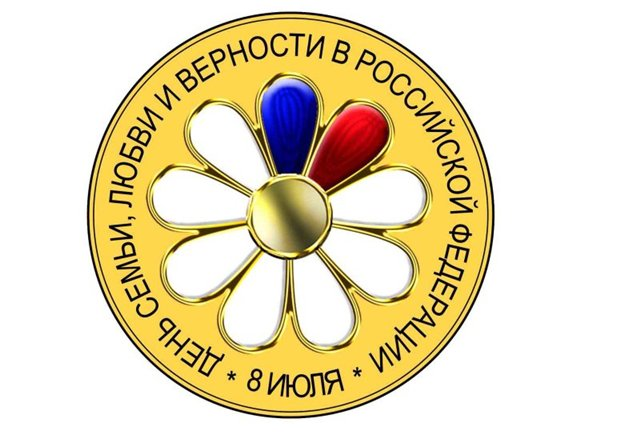 ДЕНЬ СЕМЬИ, ЛЮБВИ И ВЕРНОСТИ В РОССИЙСКОЙ ФЕДЕРАЦИИ
* 8 ИЮЛЯ *